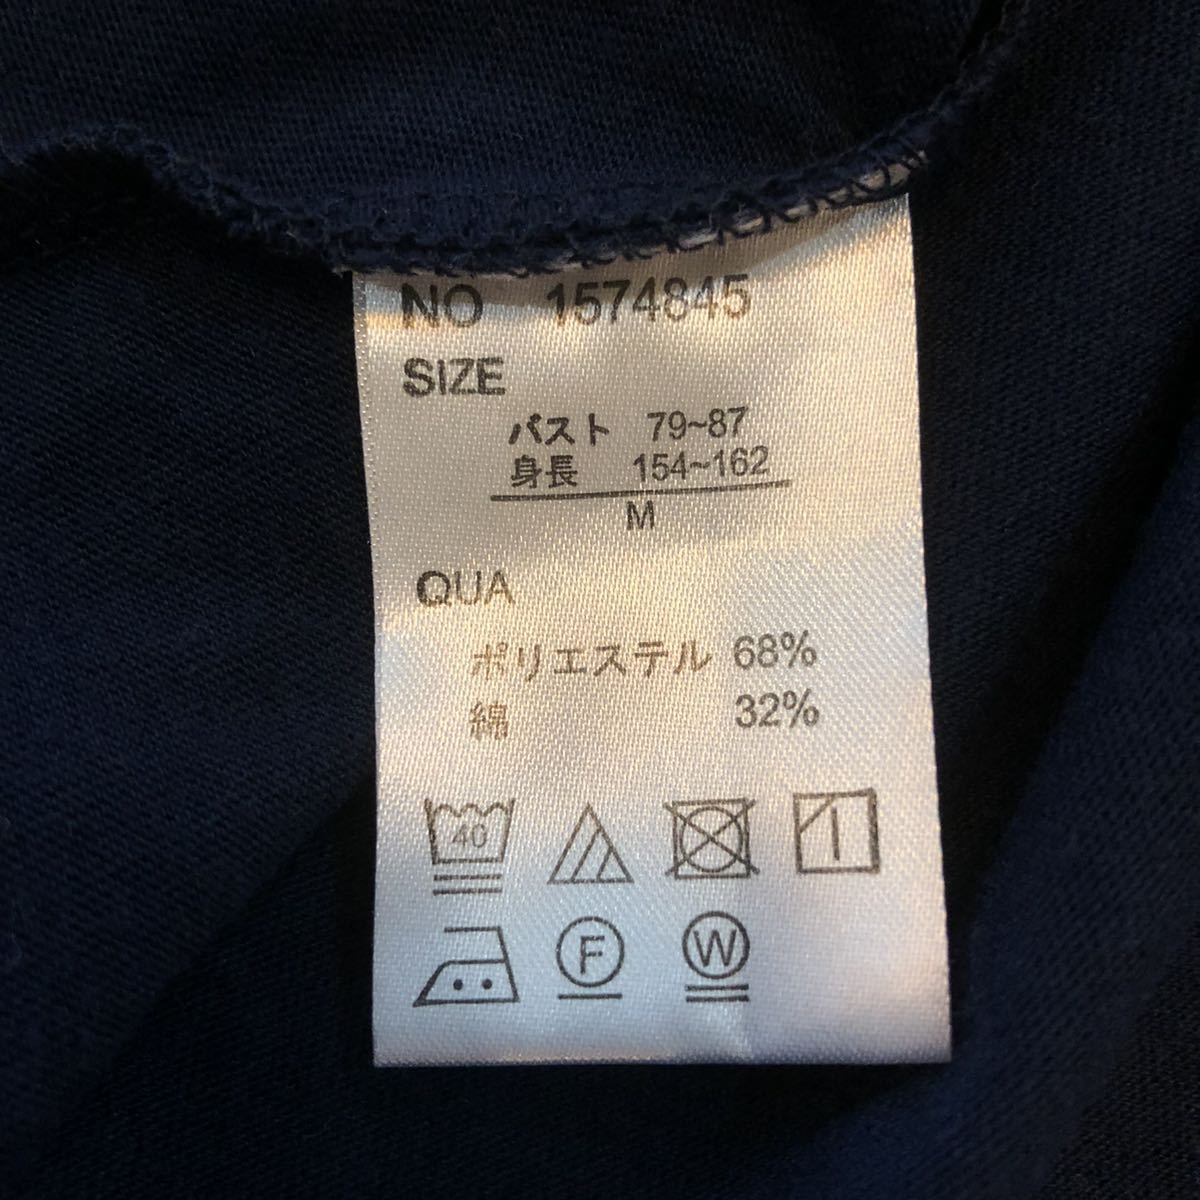 NO 1574845
SIZE
バスト 79~87
身長 154~162
M
QUA
ポリエステル 68%
綿 32%
40
F
W